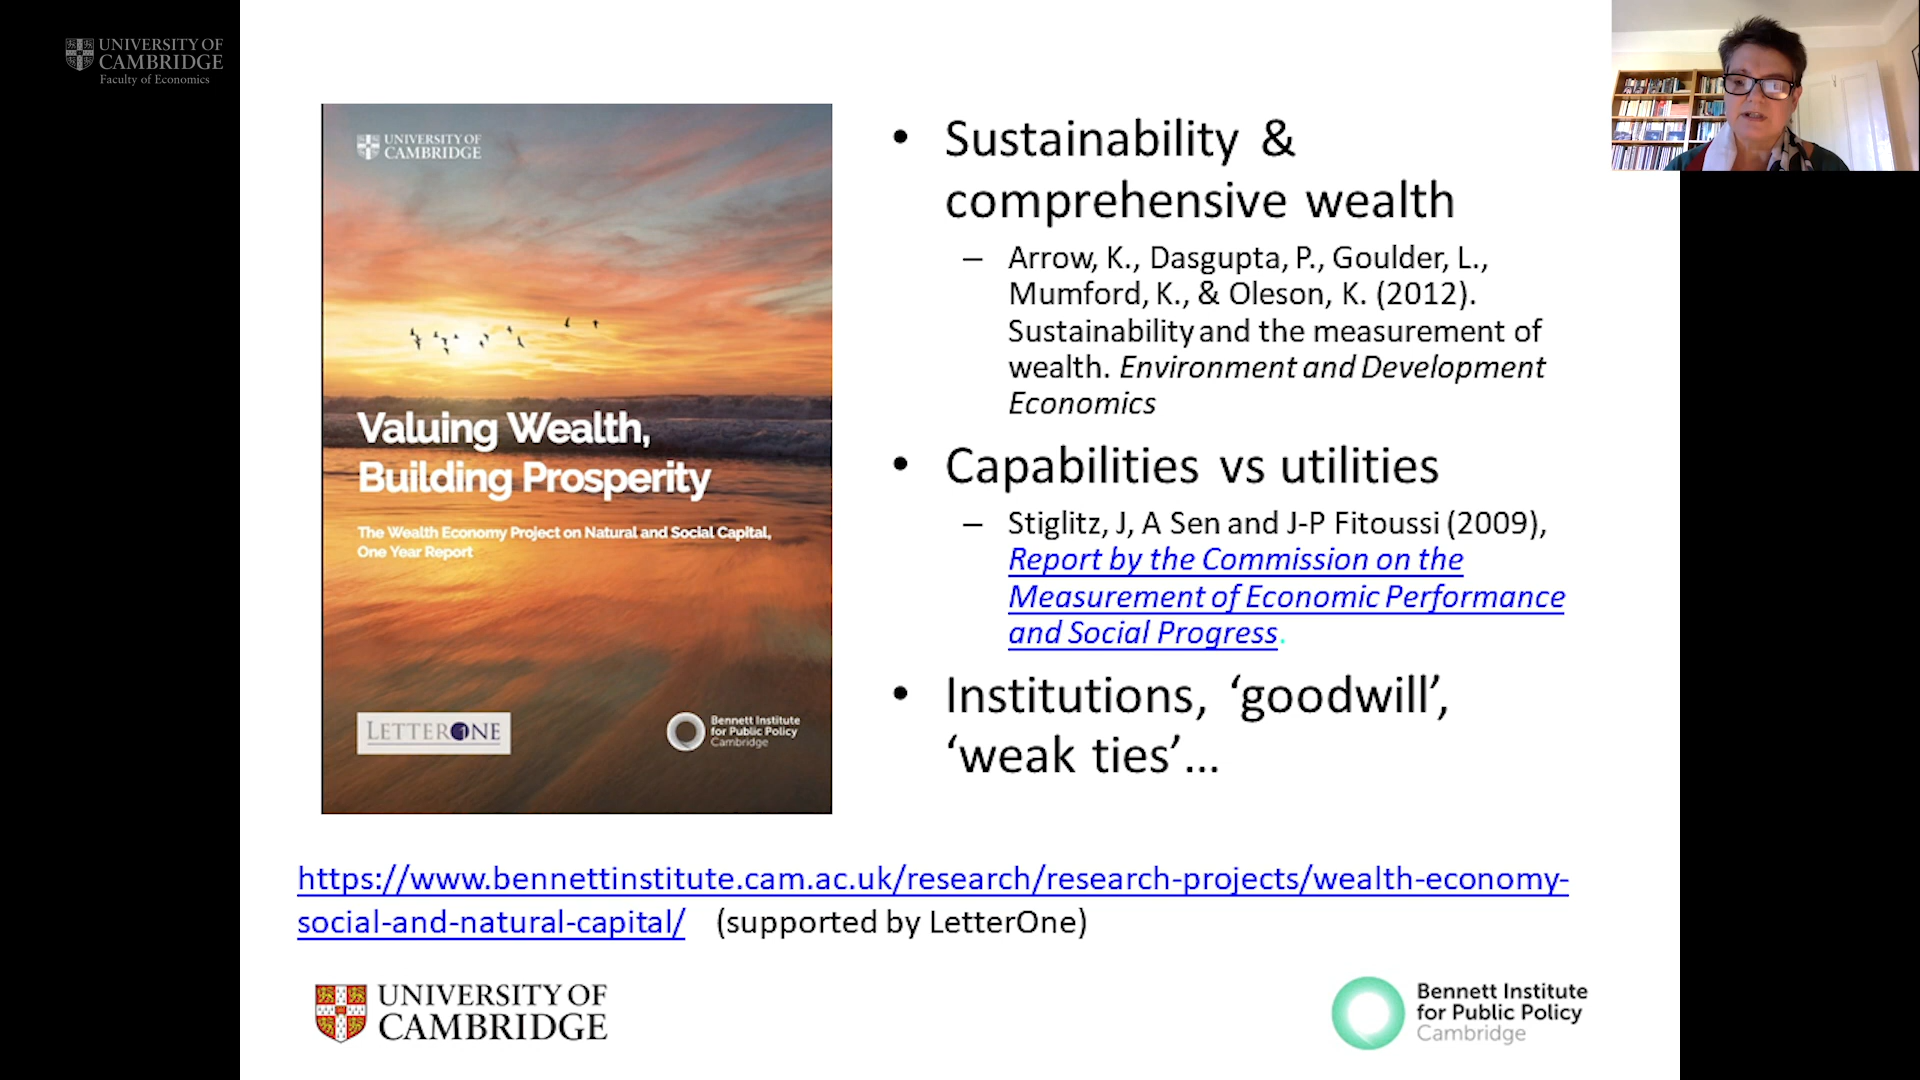 UNIVERSITY OF
CAMBRIDGE
Faculty of Economics
UNIVERSITY OF
CAMBRIDGE
Valuing Wealth,
Building Prosperity
The Wealth Economy Project on Natural and Social Capital,
One Year Report
LETTERONE
Bennett Institute
for Public Policy
Cambridge
• Sustainability &
comprehensive wealth
– Arrow, K., Dasgupta, P., Goulder, L.,
Mumford, K., & Oleson, K. (2012).
Sustainability and the measurement of
wealth. Environment and Development
Economics
• Capabilities vs utilities
– Stiglitz, J, A Sen and J-P Fitoussi (2009),
Report by the Commission on the
Measurement of Economic Performance
and Social Progress.
• Institutions, ‘goodwill’,
‘weak ties’...
https://www.bennettinstitute.cam.ac.uk/research/research-projects/wealth-economy-
social-and-natural-capital/ (supported by LetterOne)
UNIVERSITY OF
CAMBRIDGE
Bennett Institute
for Public Policy
Cambridge